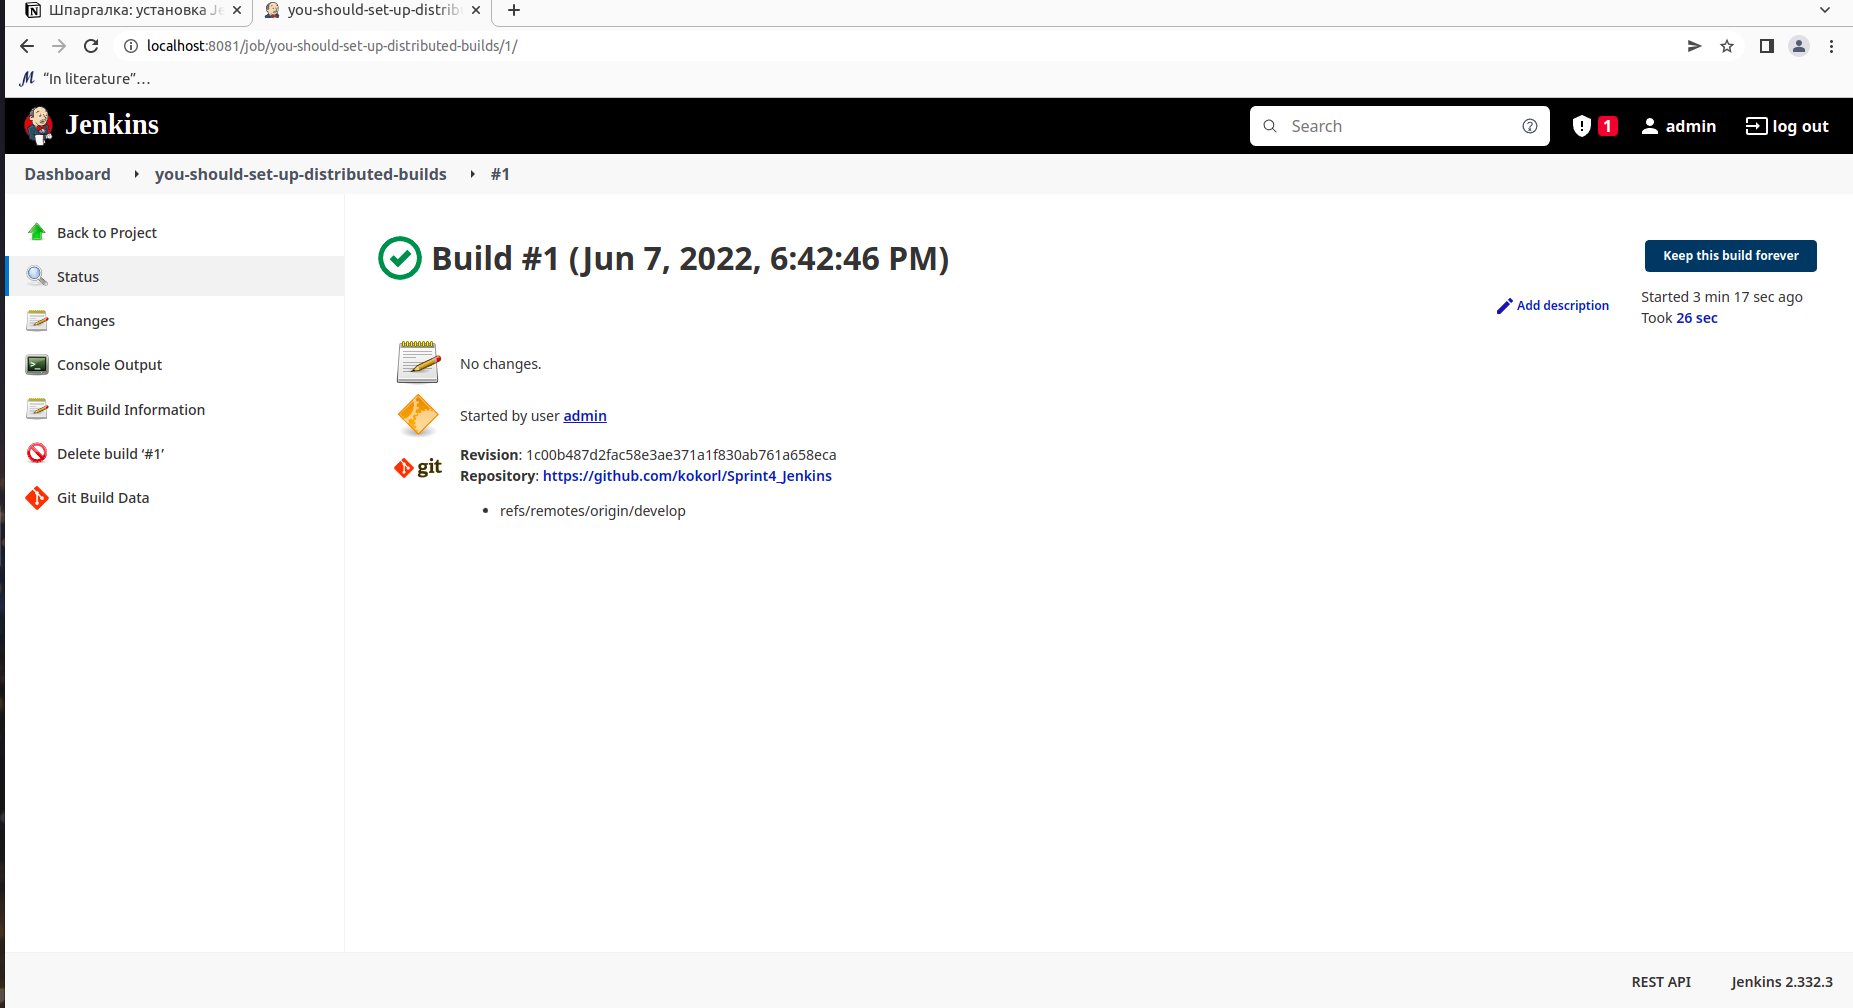 Шпаргалка: установка Je
you-should-set-up-distrib
localhost:8081/job/you-should-set-up-distributed-builds/1/
“In literature”…
Jenkins
Search
1
admin
log out
Dashboard
you-should-set-up-distributed-builds
#1
Back to Project
Status
Changes
Console Output
Edit Build Information
Delete build ‘#1’
Git Build Data
Build #1 (Jun 7, 2022, 6:42:46 PM)
Keep this build forever
Add description
Started 3 min 17 sec ago
Took 26 sec
No changes.
Started by user admin
git
Revision: 1c00b487d2fac58e3ae371a1f830ab761a658eca
Repository: https://github.com/kokorl/Sprint4_Jenkins
refs/remotes/origin/develop
REST API
Jenkins 2.332.3